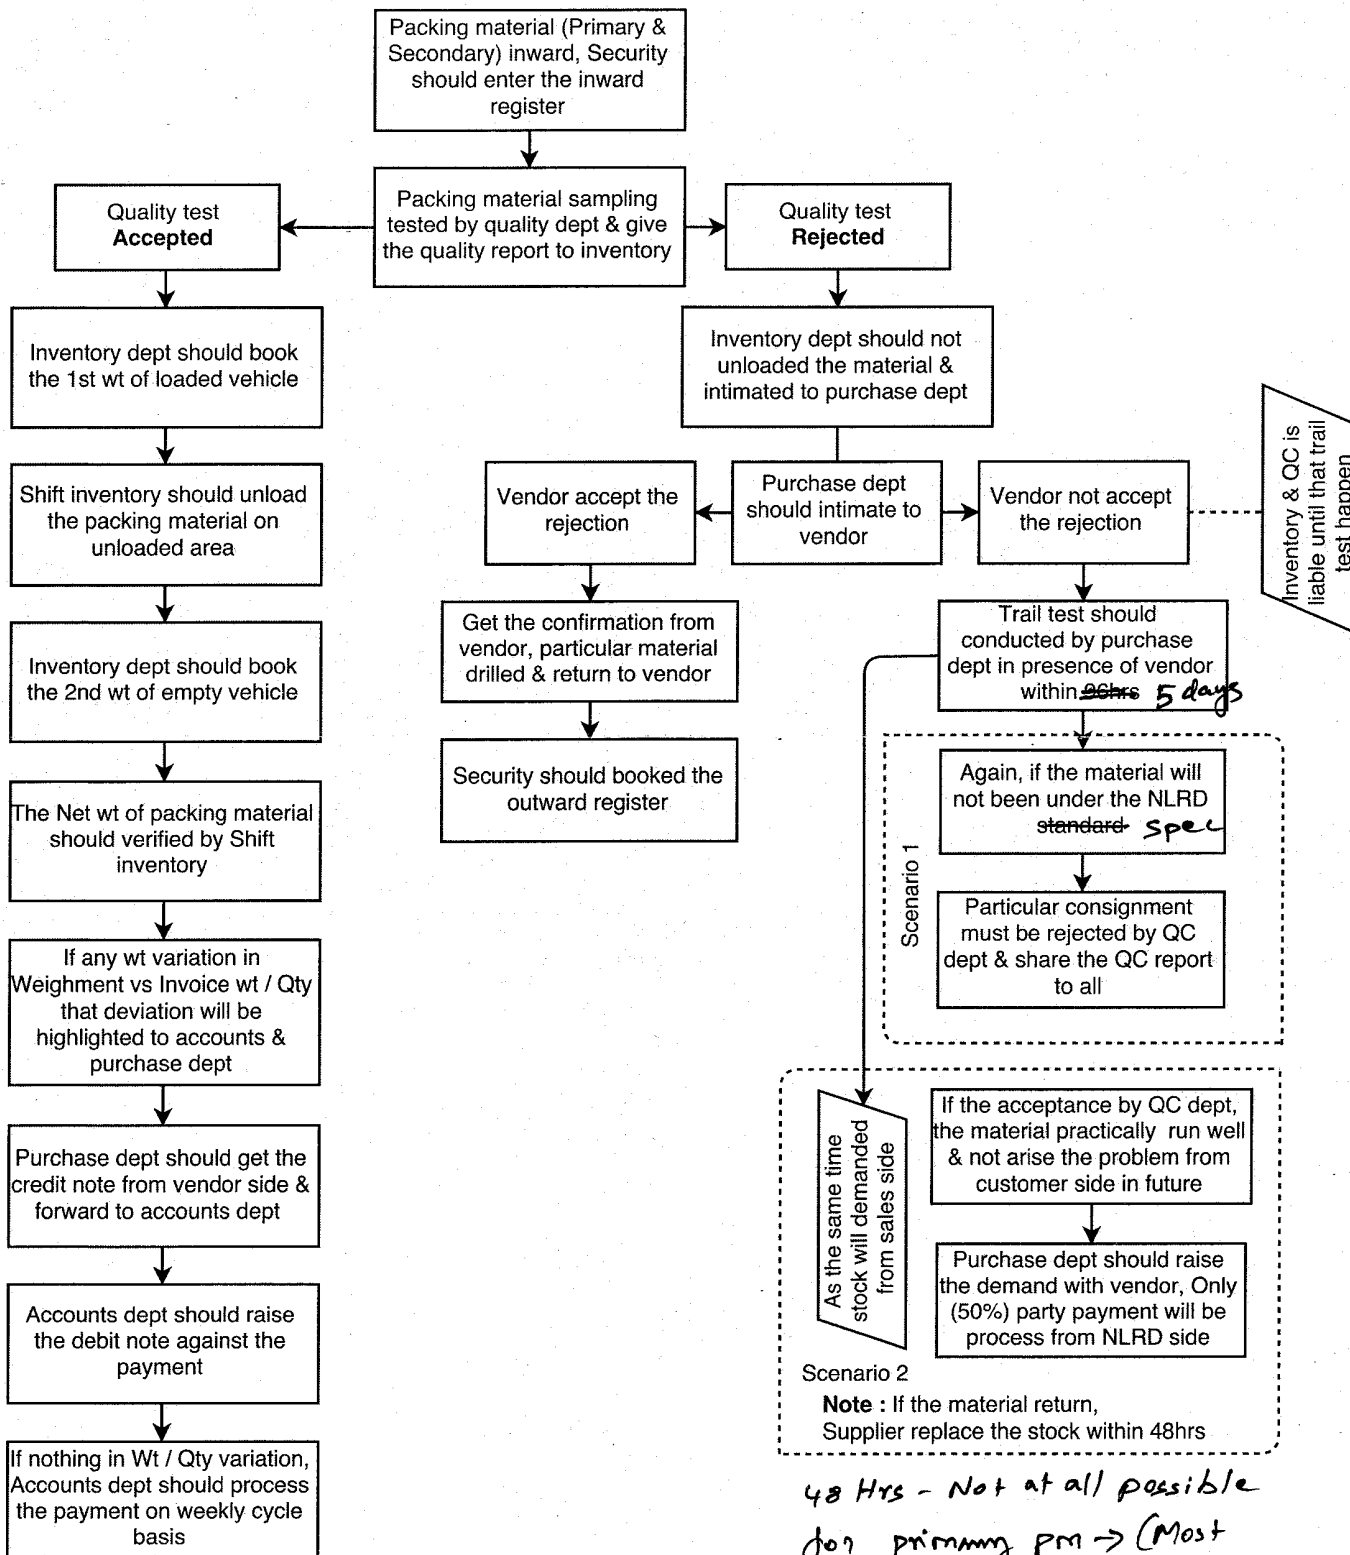 Packing material (Primary &
Secondary) inward, Security
should enter the inward
register
Packing material sampling
tested by quality dept & give
the quality report to inventory
Quality test
Accepted
Quality test
Rejected
Inventory dept should book
the 1st wt of loaded vehicle
Shift inventory should unload
the packing material on
unloaded area
Inventory dept should book
the 2nd wt of empty vehicle
The Net wt of packing material
should verified by Shift
inventory
If any wt variation in
Weighment vs Invoice wt / Qty
that deviation will be
highlighted to accounts &
purchase dept
Purchase dept should get the
credit note from vendor side &
forward to accounts dept
Accounts dept should raise
the debit note against the
payment
If nothing in Wt / Qty variation,
Accounts dept should process
the payment on weekly cycle
basis
Inventory dept should not
unloaded the material &
intimated to purchase dept
Purchase dept
should intimate to
vendor
Vendor accept the
rejection
Get the confirmation from
vendor, particular material
drilled & return to vendor
Security should booked the
outward register
Vendor not accept
the rejection
Inventory & QC is
liable until that trail
test happen
Trail test should
conducted by purchase
dept in presence of vendor
within 96hrs 5 days
Scenario 1
Again, if the material will
not been under the NLRD
standard spec
Particular consignment
must be rejected by QC
dept & share the QC report
to all
As the same time
stock will demanded
from sales side
If the acceptance by QC dept,
the material practically run well
& not arise the problem from
customer side in future
Purchase dept should raise
the demand with vendor, Only
(50%) party payment will be
process from NLRD side
Scenario 2
Note : If the material return,
Supplier replace the stock within 48hrs
48 Hrs - Not at all possible
for primary pm → (Most